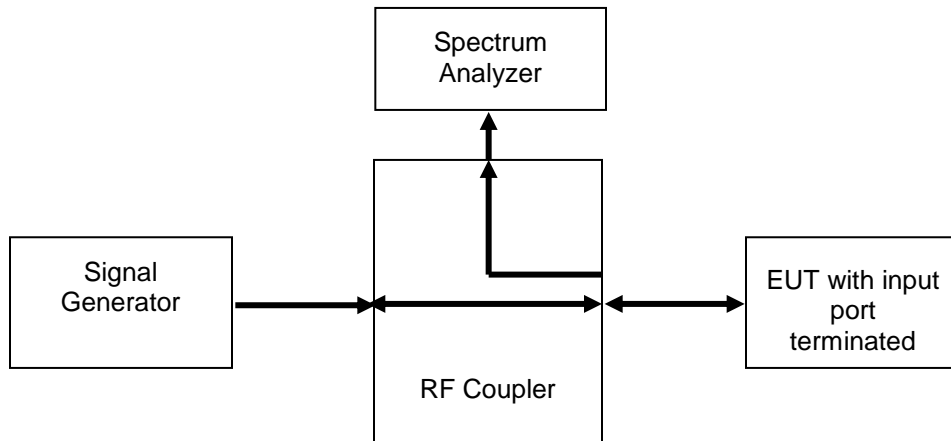 Spectrum
Analyzer
Signal
Generator
EUT with input
port
terminated
RF Coupler